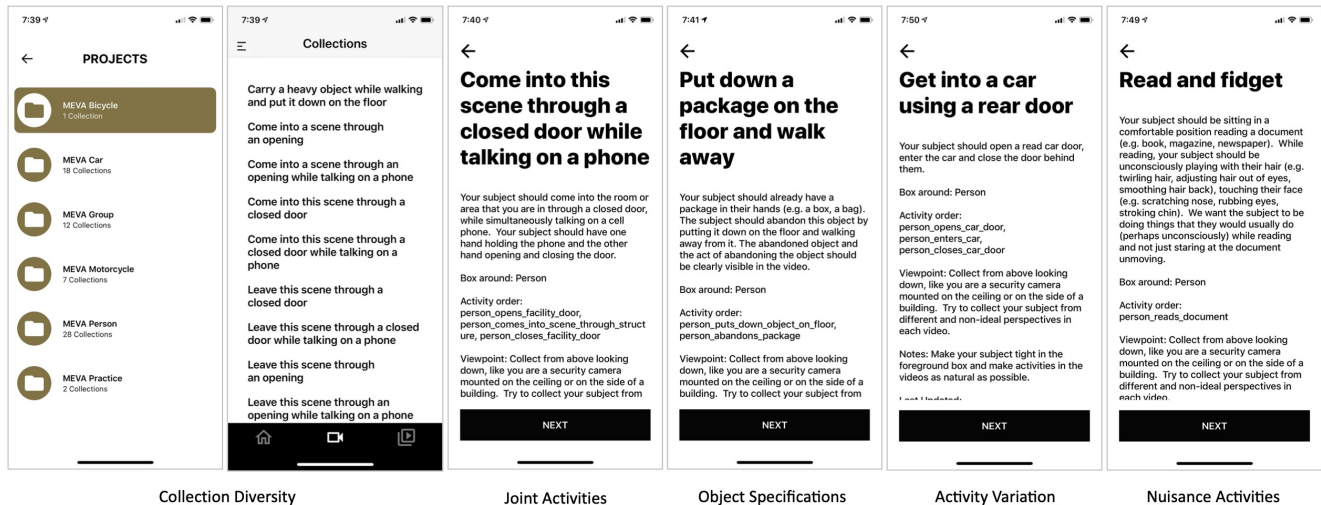 7:39
PROJECTS
MEVA Bicycle
1 Collection
MEVA Car
18 Collections
MEVA Group
12 Collections
MEVA Motorcycle
7 Collections
MEVA Person
28 Collections
MEVA Practice
2 Collections
7:39
Collections
Carry a heavy object while walking
and put it down on the floor
Come into a scene through
an opening
Come into a scene through an
opening while talking on a phone
Come into this scene through a
closed door
Come into this scene through a
closed door while talking on a
phone
Leave this scene through a
closed door
Leave this scene through a closed
door while talking on a phone
Leave this scene through
an opening
Leave this scene through an
opening while talking on a phone
Collection Diversity
7:40
Come into this
scene through a
closed door while
talking on a phone
Your subject should come into the room or
area that you are in through a closed door,
while simultaneously talking on a cell
phone. Your subject should have one
hand holding the phone and the other
hand opening and closing the door.
Box around: Person
Activity order:
person_opens_facility_door,
person_comes_into_scene_through_struct
ure, person_closes_facility_door
Viewpoint: Collect from above looking
down, like you are a security camera
mounted on the ceiling or on the side of a
building. Try to collect your subject from
NEXT
Joint Activities
7:41
Put down a
package on the
floor and walk
away
Your subject should already have a
package in their hands (e.g. a box, a bag).
The subject should abandon this object by
putting it down on the floor and walking
away from it. The abandoned object and
the act of abandoning the object should
be clearly visible in the video.
Box around: Person
Activity order:
person_puts_down_object_on_floor,
person_abandons_package
Viewpoint: Collect from above looking
down, like you are a security camera
mounted on the ceiling or on the side of a
building. Try to collect your subject from
NEXT
Object Specifications
7:50
Get into a car
using a rear door
Your subject should open a read car door,
enter the car and close the door behind
them.
Box around: Person
Activity order:
person_opens_car_door,
person_enters_car,
person_closes_car_door
Viewpoint: Collect from above looking
down, like you are a security camera
mounted on the ceiling or on the side of a
building. Try to collect your subject from
different and non-ideal perspectives in
each video.
Notes: Make your subject tight in the
foreground box and make activities in the
videos as natural as possible.
NEXT
Activity Variation
7:49
Read and fidget
Your subject should be sitting in a
comfortable position reading a document
(e.g. book, magazine, newspaper). While
reading, your subject should be
unconsciously playing with their hair (e.g.
twirling hair, adjusting hair out of eyes,
smoothing hair back), touching their face
(e.g. scratching nose, rubbing eyes,
stroking chin). We want the subject to be
doing things that they would usually do
(perhaps unconsciously) while reading
and not just staring at the document
unmoving.
Box around: Person
Activity order:
person_reads_document
Viewpoint: Collect from above looking
down, like you are a security camera
mounted on the ceiling or on the side of a
building. Try to collect your subject from
different and non-ideal perspectives in
each video.
NEXT
Nuisance Activities